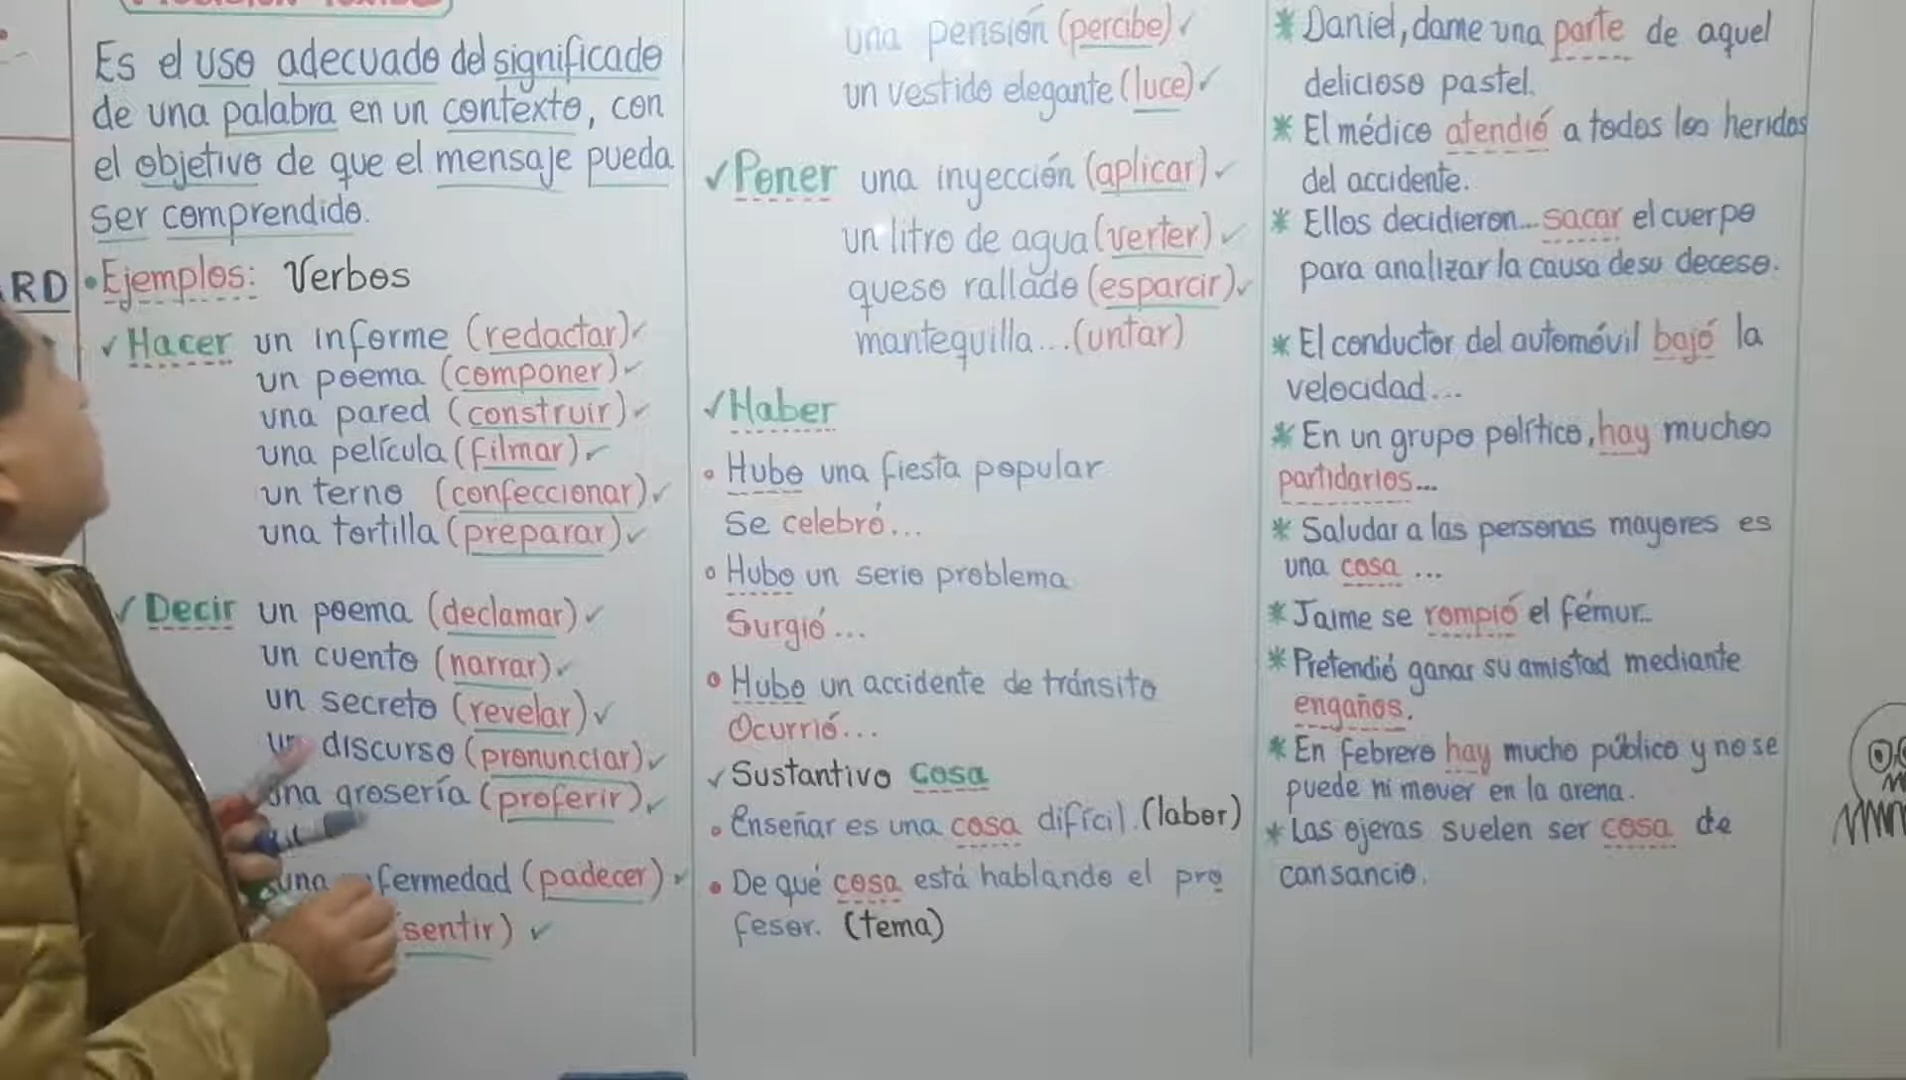 Es el uso adecuado del significado
de una palabra en un contexto, con
el objetivo de que el mensaje pueda
ser comprendido.
RD
•Ejemplos: Verbos
✓Hacer un informe (redactar)✓
un poema (componer)✓
una pared (construir)✓
una película (filmar)✓
un terno (confeccionar)✓
una tortilla (preparar)✓
✓Decir un poema (declamar)✓
un cuento (narrar)✓
un secreto (revelar)✓
un discurso (pronunciar)✓
una grosería (proferir)✓
una fermedad (padecer)✓
(sentir)✓
una pensión (percibe)✓
un vestido elegante (luce)✓
✓Poner una inyección (aplicar)✓
un litro de agua (verter)✓
queso rallado (esparcir)✓
mantequilla...(untar)
✓Haber
• Hubo una fiesta popular
Se celebró...
• Hubo un serio problema
Surgió...
• Hubo un accidente de tránsito
Ocurrió...
✓Sustantivo Cosa
• Enseñar es una cosa difícil. (labor)
• De qué cosa está hablando el pro
fesor. (tema)
* Daniel, dame una parte de aquel
delicioso pastel.
* El médico atendió a todos los heridos
del accidente.
* Ellos decidieron... sacar el cuerpo
para analizar la causa de su deceso.
* El conductor del automóvil bajó la
velocidad...
* En un grupo político, hay muchos
partidarios...
* Saludar a las personas mayores es
una cosa ...
* Jaime se rompió el fémur...
* Pretendió ganar su amistad mediante
engaños.
* En febrero hay mucho público y no se
puede ni mover en la arena.
* Las ojeras suelen ser cosa de
cansancio.